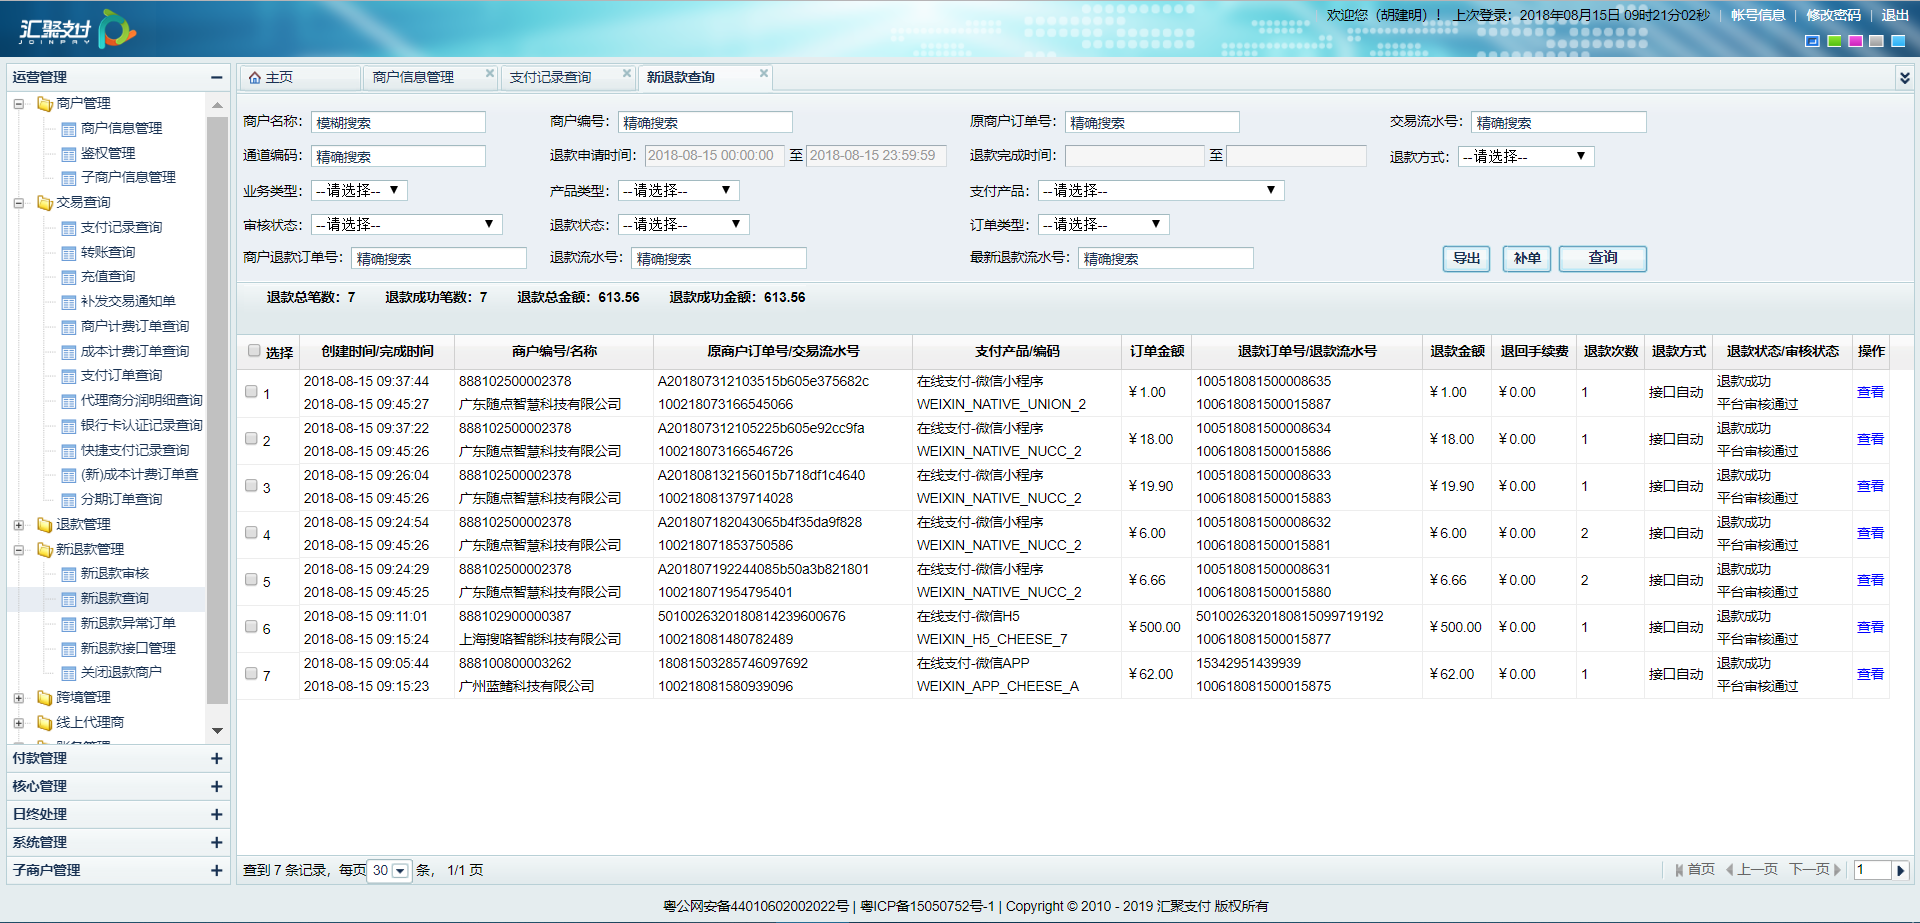 汇聚支付
JOINPAY
欢迎您（胡建明）！ 上次登录：2018年08月15日 09时21分02秒 | 帐号信息 | 修改密码 | 退出
运营管理
商户管理
商户信息管理
鉴权管理
子商户信息管理
交易查询
支付记录查询
转账查询
充值查询
补发交易通知单
商户计费订单查询
成本计费订单查询
支付订单查询
代理商分润明细查询
银行卡认证记录查询
快捷支付记录查询
(新)成本计费订单查
分期订单查询
退款管理
新退款管理
新退款审核
新退款查询
新退款异常订单
新退款接口管理
关闭退款商户
跨境管理
线上代理商
付款管理
核心管理
日终处理
系统管理
子商户管理
主页 商户信息管理 支付记录查询 新退款查询
商户名称： 模糊搜索 商户编号： 精确搜索 原商户订单号： 精确搜索 交易流水号： 精确搜索
通道编码： 精确搜索 退款申请时间： 2018-08-15 00:00:00 至 2018-08-15 23:59:59 退款完成时间： 至 退款方式： --请选择--
业务类型： --请选择-- 产品类型： --请选择-- 支付产品： --请选择--
审核状态： --请选择-- 退款状态： --请选择-- 订单类型： --请选择--
商户退款订单号： 精确搜索 退款流水号： 精确搜索 最新退款流水号： 精确搜索 导出 补单 查询
退款总笔数：7 退款成功笔数：7 退款总金额：613.56 退款成功金额：613.56
选择 创建时间/完成时间 商户编号/名称 原商户订单号/交易流水号 支付产品/编码 订单金额 退款订单号/退款流水号 退款金额 退回手续费 退款次数 退款方式 退款状态/审核状态 操作
1 2018-08-15 09:37:44 888102500002378 A201807312103515b605e375682c 在线支付-微信小程序 ￥1.00 100518081500008635 ￥1.00 ￥0.00 1 接口自动 退款成功 查看
2018-08-15 09:45:27 广东随点智慧科技有限公司 100218073166545066 WEIXIN_NATIVE_UNION_2 100618081500015887 平台审核通过
2 2018-08-15 09:37:22 888102500002378 A201807312105225b605e92cc9fa 在线支付-微信小程序 ￥18.00 100518081500008634 ￥18.00 ￥0.00 1 接口自动 退款成功 查看
2018-08-15 09:45:26 广东随点智慧科技有限公司 100218073166546726 WEIXIN_NATIVE_NUCC_2 100618081500015886 平台审核通过
3 2018-08-15 09:26:04 888102500002378 A201808132156015b718df1c4640 在线支付-微信小程序 ￥19.90 100518081500008633 ￥19.90 ￥0.00 1 接口自动 退款成功 查看
2018-08-15 09:45:26 广东随点智慧科技有限公司 100218081379714028 WEIXIN_NATIVE_NUCC_2 100618081500015883 平台审核通过
4 2018-08-15 09:24:54 888102500002378 A201807182043065b4f35da9f828 在线支付-微信小程序 ￥6.00 100518081500008632 ￥6.00 ￥0.00 2 接口自动 退款成功 查看
2018-08-15 09:45:26 广东随点智慧科技有限公司 100218071853750586 WEIXIN_NATIVE_NUCC_2 100618081500015881 平台审核通过
5 2018-08-15 09:24:29 888102500002378 A201807192244085b50a3b821801 在线支付-微信小程序 ￥6.66 100518081500008631 ￥6.66 ￥0.00 2 接口自动 退款成功 查看
2018-08-15 09:45:25 广东随点智慧科技有限公司 100218071954795401 WEIXIN_NATIVE_NUCC_2 100618081500015880 平台审核通过
6 2018-08-15 09:11:01 888102900000387 50100263201808142396​00676 在线支付-微信H5 ￥500.00 5010026320180815099719192 ￥500.00 ￥0.00 1 接口自动 退款成功 查看
2018-08-15 09:15:24 上海搜咯智能科技有限公司 100218081480782489 WEIXIN_H5_CHEESE_7 100618081500015877 平台审核通过
7 2018-08-15 09:05:44 888100800003262 18081503285746097692 在线支付-微信APP ￥62.00 15342951439939 ￥62.00 ￥0.00 1 接口自动 退款成功 查看
2018-08-15 09:15:23 广州蓝鳍科技有限公司 100218081580939096 WEIXIN_APP_CHEESE_A 100618081500015875 平台审核通过
查到 7 条记录，每页 30 条， 1/1 页 首页 上一页 下一页 1
粤公网安备44010602002022号 | 粤ICP备15050752号-1 | Copyright © 2010 - 2019 汇聚支付 版权所有